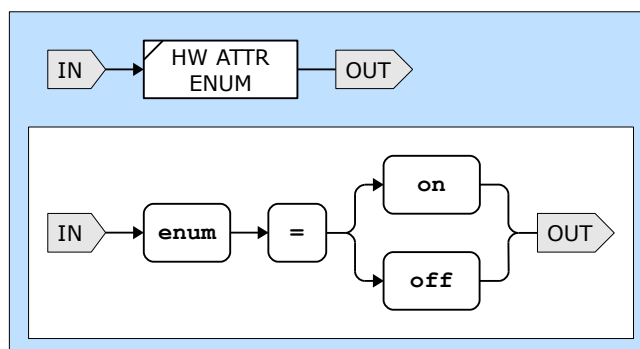 IN
HW ATTR
ENUM
OUT
IN
enum
=
on
off
OUT